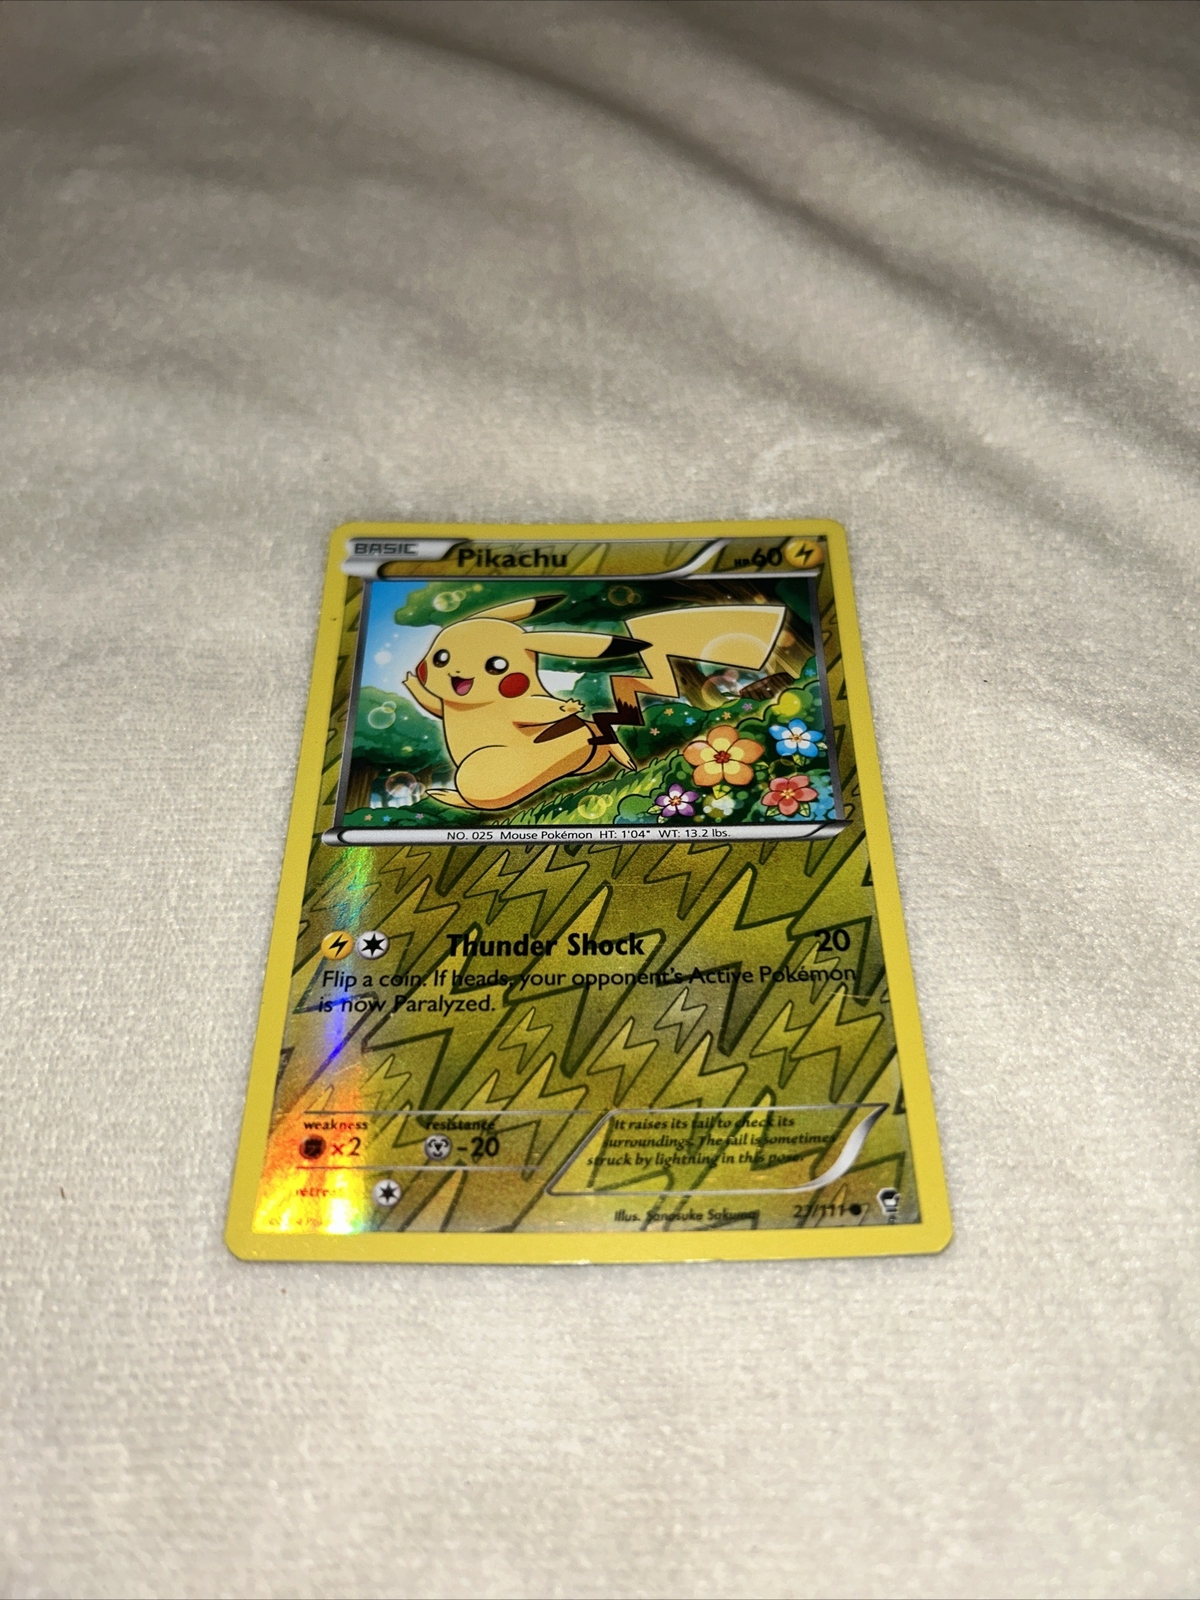 BASIC Pikachu HP60
NO. 025 Mouse Pokémon HT: 1'04" WT: 13.2 lbs.
Thunder Shock 20
Flip a coin. If heads, your opponent's Active Pokémon
is now Paralyzed.
weakness resistance
×2 -20
It raises its tail to check its
surroundings. The tail is sometimes
struck by lightning in this pose.
retreat
Illus. Sanosuke Sakuma 23/111